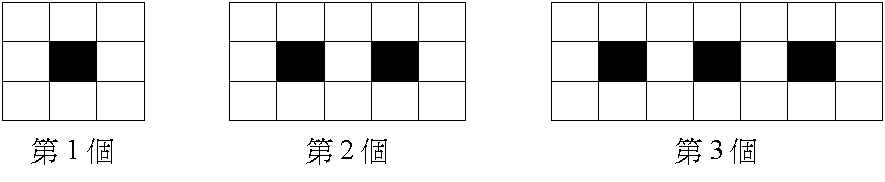 第 1 個
第 2 個
第 3 個